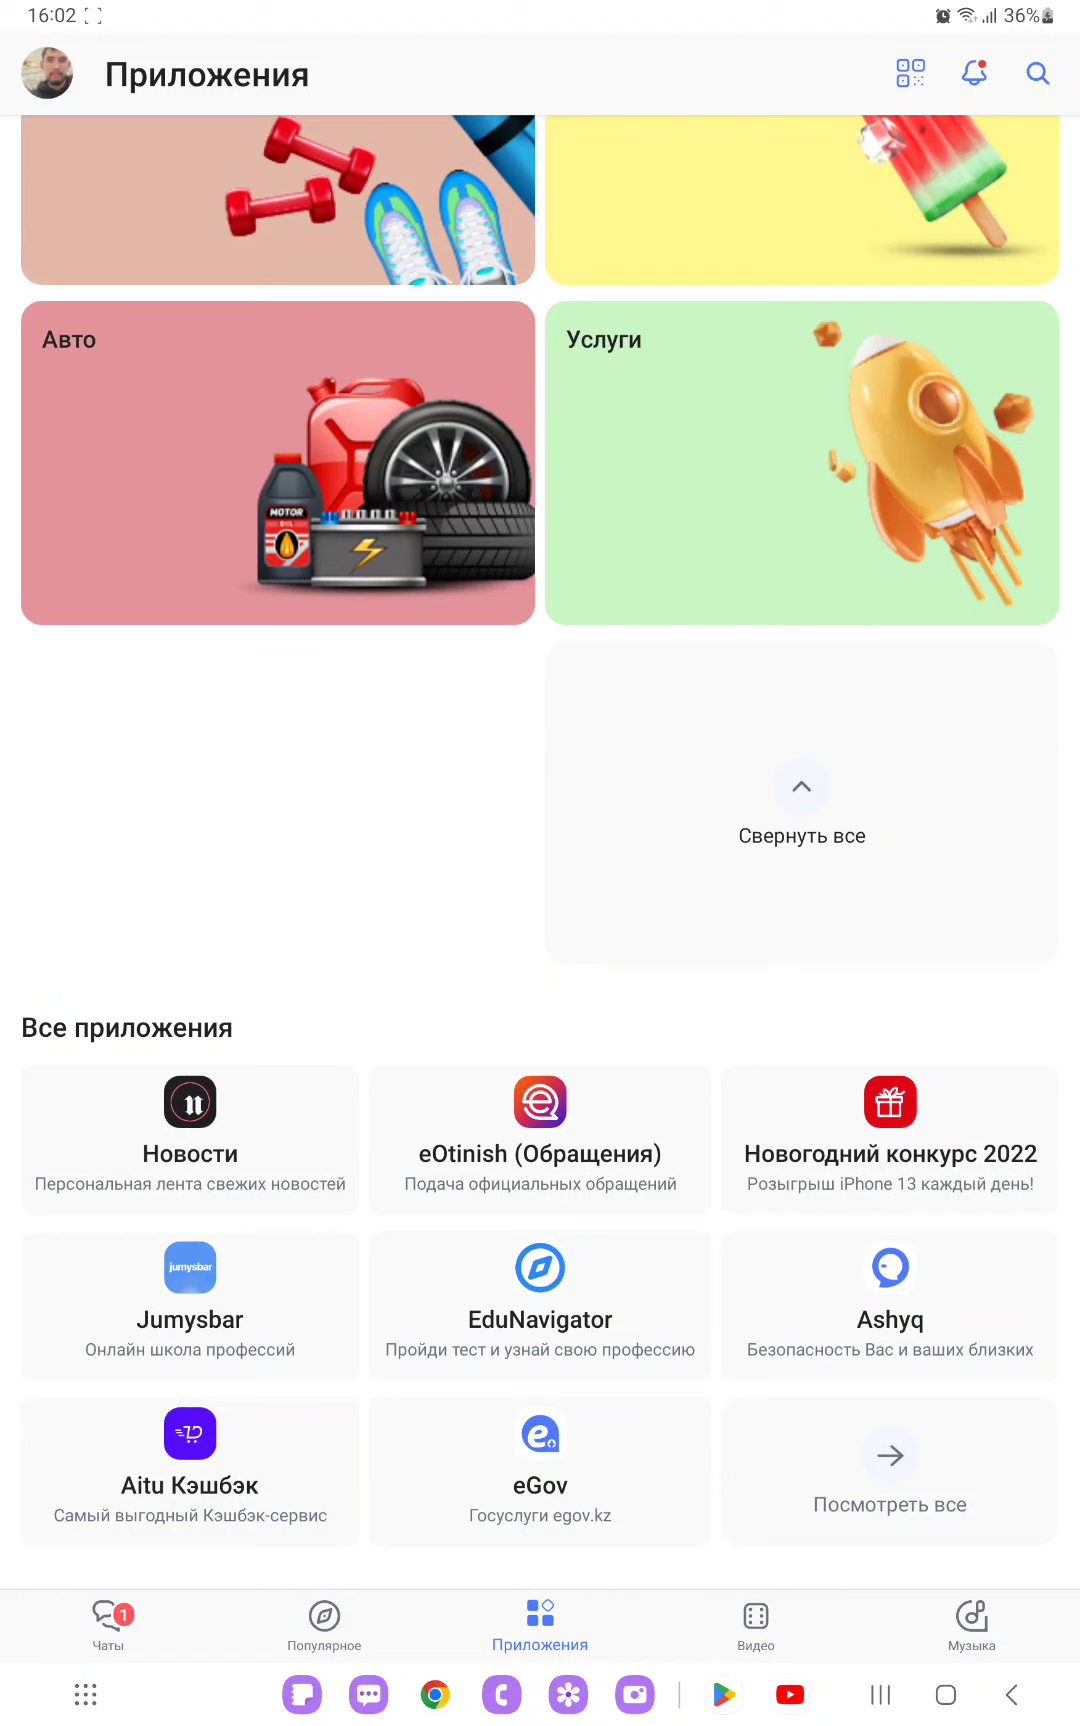 16:02
36%
Приложения
Авто
Услуги
MOTOR
OIL
Свернуть все
Все приложения
Новости
Персональная лента свежих новостей
eOtinish (Обращения)
Подача официальных обращений
Новогодний конкурс 2022
Розыгрыш iPhone 13 каждый день!
jumysbar
Jumysbar
Онлайн школа профессий
EduNavigator
Пройди тест и узнай свою профессию
Ashyq
Безопасность Вас и ваших близких
Aitu Кэшбэк
Самый выгодный Кэшбэк-сервис
eGov
Госуслуги egov.kz
Посмотреть все
1
Чаты
Популярное
Приложения
Видео
Музыка